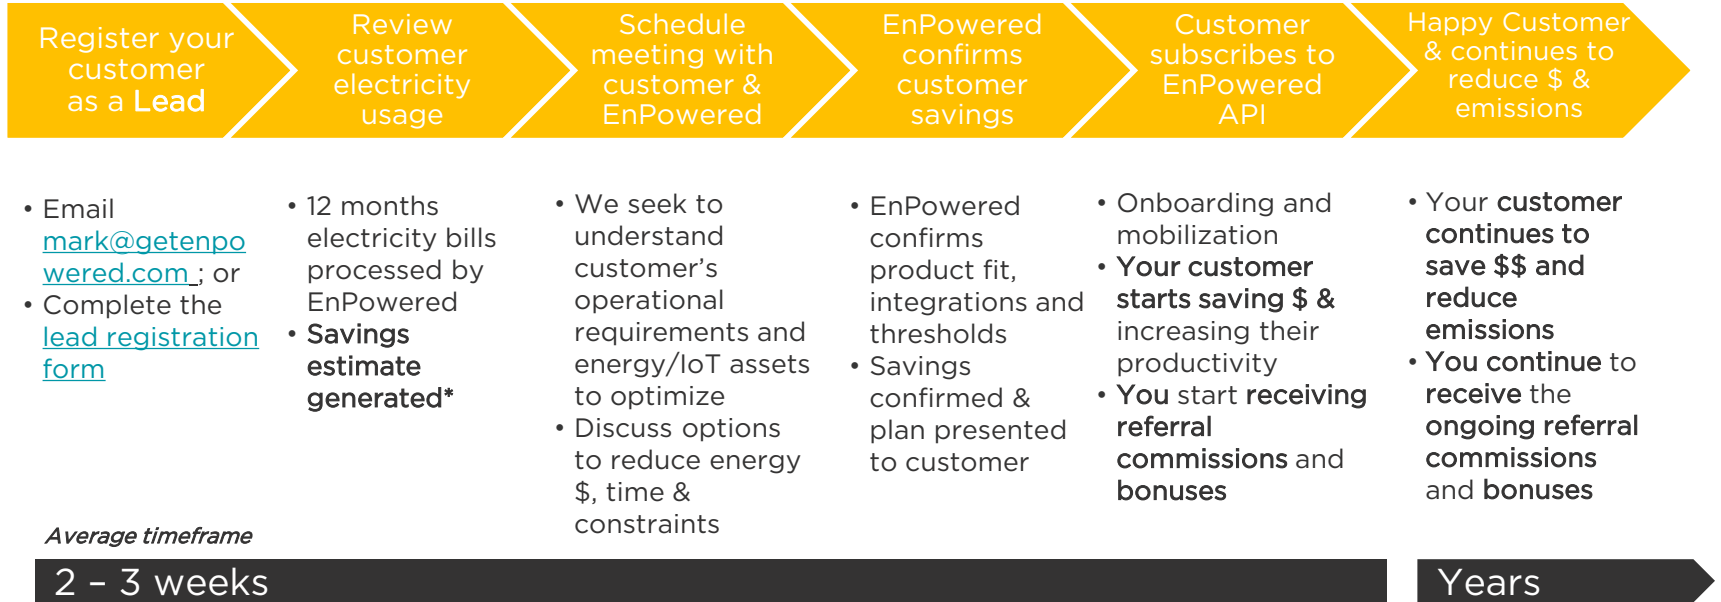 Register your
customer
as a Lead
Review
customer
electricity
usage
Schedule
meeting with
customer &
EnPowered
EnPowered
confirms
customer
savings
Customer
subscribes to
EnPowered
API
Happy Customer
& continues to
reduce $ &
emissions
• Email
mark@getenpo
wered.com ; or
• Complete the
lead registration
form
• 12 months
electricity bills
processed by
EnPowered
• Savings
estimate
generated*
• We seek to
understand
customer’s
operational
requirements and
energy/IoT assets
to optimize
• Discuss options
to reduce energy
$, time &
constraints
• EnPowered
confirms
product fit,
integrations and
thresholds
• Savings
confirmed &
plan presented
to customer
• Onboarding and
mobilization
• Your customer
starts saving $ &
increasing their
productivity
• You start receiving
referral
commissions and
bonuses
• Your customer
continues to
save $$ and
reduce
emissions
• You continue to
receive the
ongoing referral
commissions
and bonuses
Average timeframe
2 – 3 weeks
Years